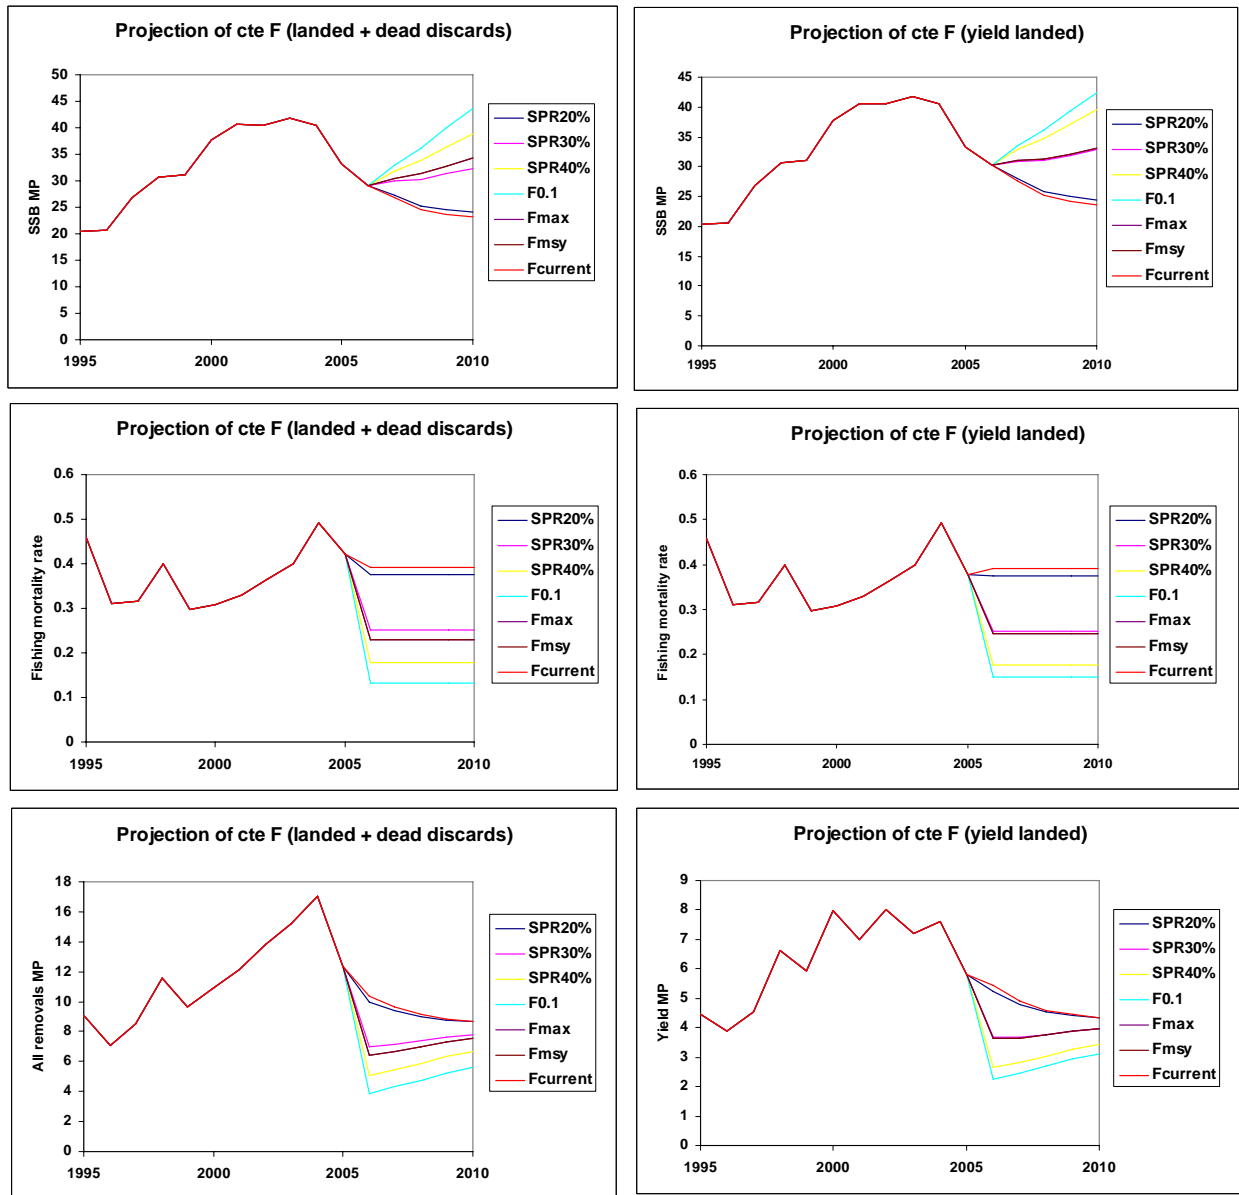 Projection of cte F (landed + dead discards)
SSB MP
50
45
40
35
30
25
20
15
10
5
0
1995 2000 2005 2010
SPR20%
SPR30%
SPR40%
F0.1
Fmax
Fmsy
Fcurrent
Projection of cte F (yield landed)
SSB MP
45
40
35
30
25
20
15
10
5
0
1995 2000 2005 2010
SPR20%
SPR30%
SPR40%
F0.1
Fmax
Fmsy
Fcurrent
Projection of cte F (landed + dead discards)
Fishing mortality rate
0.6
0.5
0.4
0.3
0.2
0.1
0
1995 2000 2005 2010
SPR20%
SPR30%
SPR40%
F0.1
Fmax
Fmsy
Fcurrent
Projection of cte F (yield landed)
Fishing mortality rate
0.6
0.5
0.4
0.3
0.2
0.1
0
1995 2000 2005 2010
SPR20%
SPR30%
SPR40%
F0.1
Fmax
Fmsy
Fcurrent
Projection of cte F (landed + dead discards)
All removals MP
18
16
14
12
10
8
6
4
2
0
1995 2000 2005 2010
SPR20%
SPR30%
SPR40%
F0.1
Fmax
Fmsy
Fcurrent
Projection of cte F (yield landed)
Yield MP
9
8
7
6
5
4
3
2
1
0
1995 2000 2005 2010
SPR20%
SPR30%
SPR40%
F0.1
Fmax
Fmsy
Fcurrent